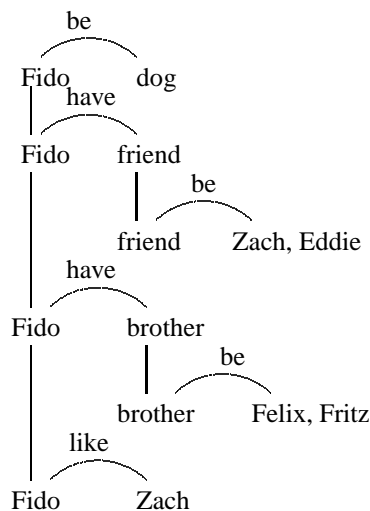 be
Fido dog
have
Fido friend
be
friend Zach, Eddie
have
Fido brother
be
brother Felix, Fritz
like
Fido Zach